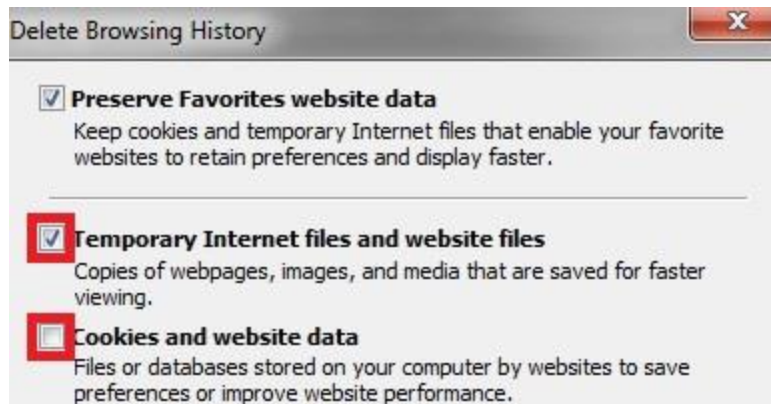 Delete Browsing History
Preserve Favorites website data
Keep cookies and temporary Internet files that enable your favorite
websites to retain preferences and display faster.
Temporary Internet files and website files
Copies of webpages, images, and media that are saved for faster
viewing.
Cookies and website data
Files or databases stored on your computer by websites to save
preferences or improve website performance.